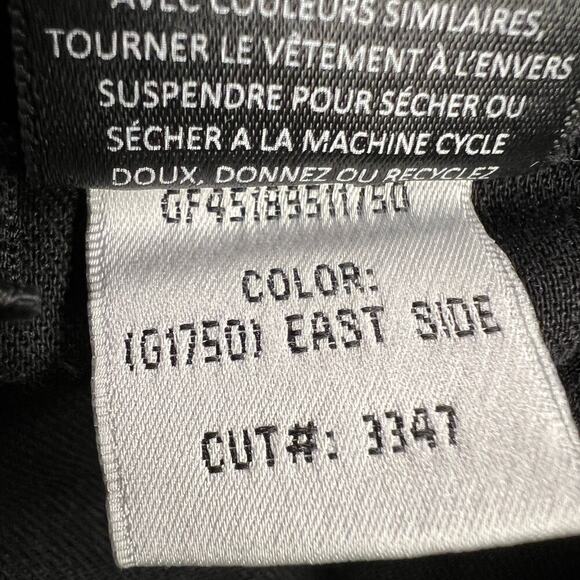 AVEC COULEURS SIMILAIRES,
TOURNER LE VÊTEMENT À L'ENVERS
SUSPENDRE POUR SÉCHER OU
SÉCHER A LA MACHINE CYCLE
DOUX, DONNEZ OU RECYCLEZ
COLOR:
(G1750) EAST SIDE
CUT#: 3347